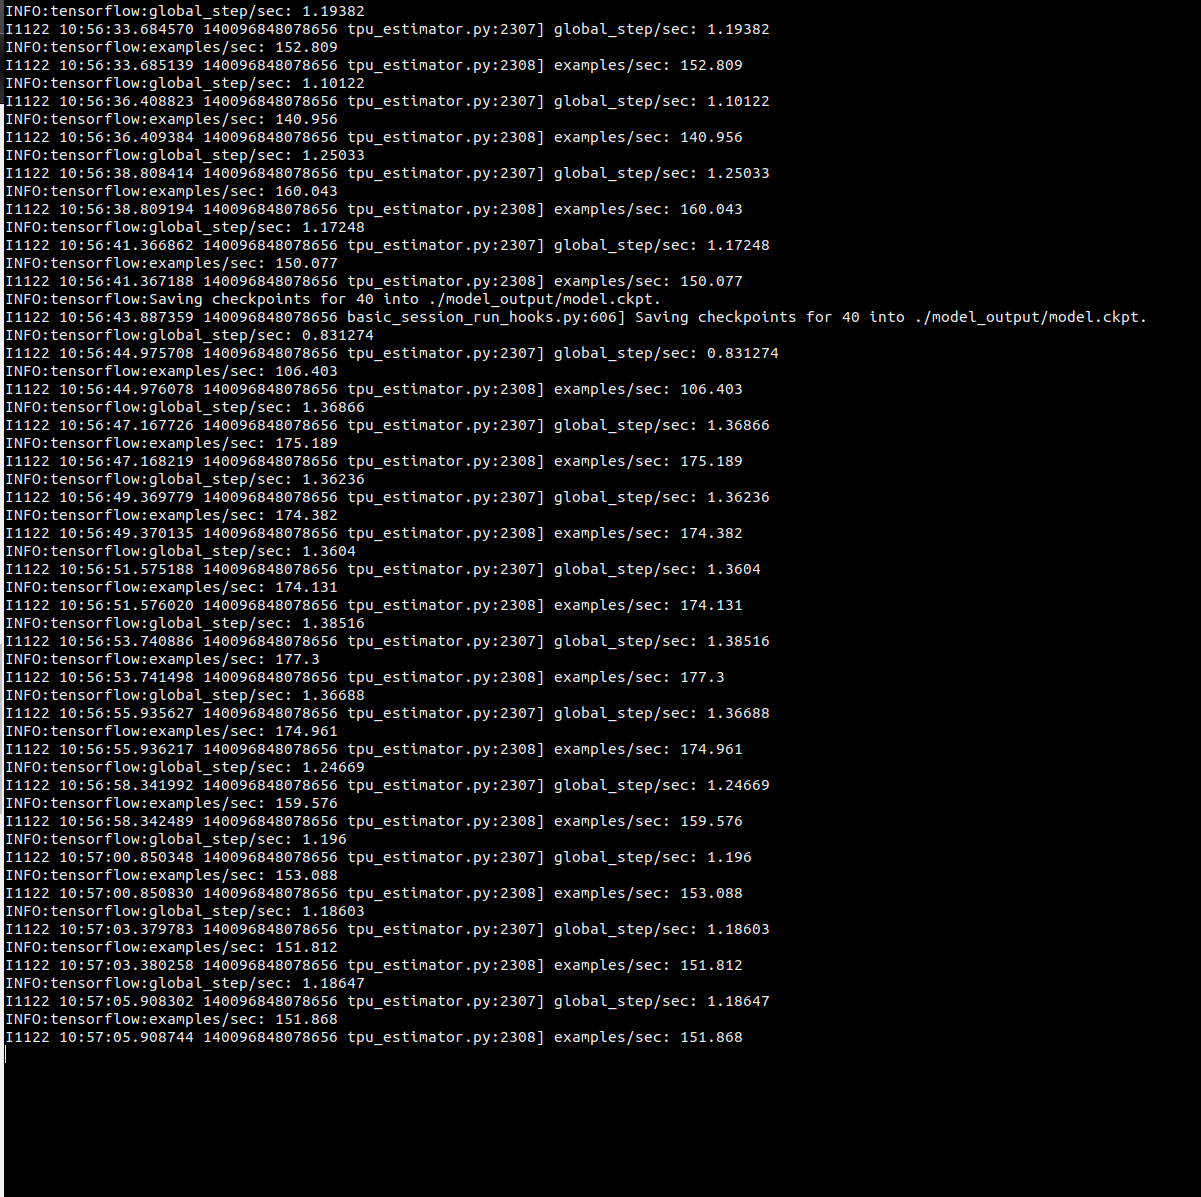 INFO:tensorflow:global_step/sec: 1.19382
I1122 10:56:33.684570 140096848078656 tpu_estimator.py:2307] global_step/sec: 1.19382
INFO:tensorflow:examples/sec: 152.809
I1122 10:56:33.685139 140096848078656 tpu_estimator.py:2308] examples/sec: 152.809
INFO:tensorflow:global_step/sec: 1.10122
I1122 10:56:36.408823 140096848078656 tpu_estimator.py:2307] global_step/sec: 1.10122
INFO:tensorflow:examples/sec: 140.956
I1122 10:56:36.409384 140096848078656 tpu_estimator.py:2308] examples/sec: 140.956
INFO:tensorflow:global_step/sec: 1.25033
I1122 10:56:38.808414 140096848078656 tpu_estimator.py:2307] global_step/sec: 1.25033
INFO:tensorflow:examples/sec: 160.043
I1122 10:56:38.809194 140096848078656 tpu_estimator.py:2308] examples/sec: 160.043
INFO:tensorflow:global_step/sec: 1.17248
I1122 10:56:41.366862 140096848078656 tpu_estimator.py:2307] global_step/sec: 1.17248
INFO:tensorflow:examples/sec: 150.077
I1122 10:56:41.367188 140096848078656 tpu_estimator.py:2308] examples/sec: 150.077
INFO:tensorflow:Saving checkpoints for 40 into ./model_output/model.ckpt.
I1122 10:56:43.887359 140096848078656 basic_session_run_hooks.py:606] Saving checkpoints for 40 into ./model_output/model.ckpt.
INFO:tensorflow:global_step/sec: 0.831274
I1122 10:56:44.975708 140096848078656 tpu_estimator.py:2307] global_step/sec: 0.831274
INFO:tensorflow:examples/sec: 106.403
I1122 10:56:44.976078 140096848078656 tpu_estimator.py:2308] examples/sec: 106.403
INFO:tensorflow:global_step/sec: 1.36866
I1122 10:56:47.167726 140096848078656 tpu_estimator.py:2307] global_step/sec: 1.36866
INFO:tensorflow:examples/sec: 175.189
I1122 10:56:47.168219 140096848078656 tpu_estimator.py:2308] examples/sec: 175.189
INFO:tensorflow:global_step/sec: 1.36236
I1122 10:56:49.369779 140096848078656 tpu_estimator.py:2307] global_step/sec: 1.36236
INFO:tensorflow:examples/sec: 174.382
I1122 10:56:49.370135 140096848078656 tpu_estimator.py:2308] examples/sec: 174.382
INFO:tensorflow:global_step/sec: 1.3604
I1122 10:56:51.575188 140096848078656 tpu_estimator.py:2307] global_step/sec: 1.3604
INFO:tensorflow:examples/sec: 174.131
I1122 10:56:51.576020 140096848078656 tpu_estimator.py:2308] examples/sec: 174.131
INFO:tensorflow:global_step/sec: 1.38516
I1122 10:56:53.740886 140096848078656 tpu_estimator.py:2307] global_step/sec: 1.38516
INFO:tensorflow:examples/sec: 177.3
I1122 10:56:53.741498 140096848078656 tpu_estimator.py:2308] examples/sec: 177.3
INFO:tensorflow:global_step/sec: 1.36688
I1122 10:56:55.935627 140096848078656 tpu_estimator.py:2307] global_step/sec: 1.36688
INFO:tensorflow:examples/sec: 174.961
I1122 10:56:55.936217 140096848078656 tpu_estimator.py:2308] examples/sec: 174.961
INFO:tensorflow:global_step/sec: 1.24669
I1122 10:56:58.341992 140096848078656 tpu_estimator.py:2307] global_step/sec: 1.24669
INFO:tensorflow:examples/sec: 159.576
I1122 10:56:58.342489 140096848078656 tpu_estimator.py:2308] examples/sec: 159.576
INFO:tensorflow:global_step/sec: 1.196
I1122 10:57:00.850348 140096848078656 tpu_estimator.py:2307] global_step/sec: 1.196
INFO:tensorflow:examples/sec: 153.088
I1122 10:57:00.850830 140096848078656 tpu_estimator.py:2308] examples/sec: 153.088
INFO:tensorflow:global_step/sec: 1.18603
I1122 10:57:03.379783 140096848078656 tpu_estimator.py:2307] global_step/sec: 1.18603
INFO:tensorflow:examples/sec: 151.812
I1122 10:57:03.380258 140096848078656 tpu_estimator.py:2308] examples/sec: 151.812
INFO:tensorflow:global_step/sec: 1.18647
I1122 10:57:05.908302 140096848078656 tpu_estimator.py:2307] global_step/sec: 1.18647
INFO:tensorflow:examples/sec: 151.868
I1122 10:57:05.908744 140096848078656 tpu_estimator.py:2308] examples/sec: 151.868